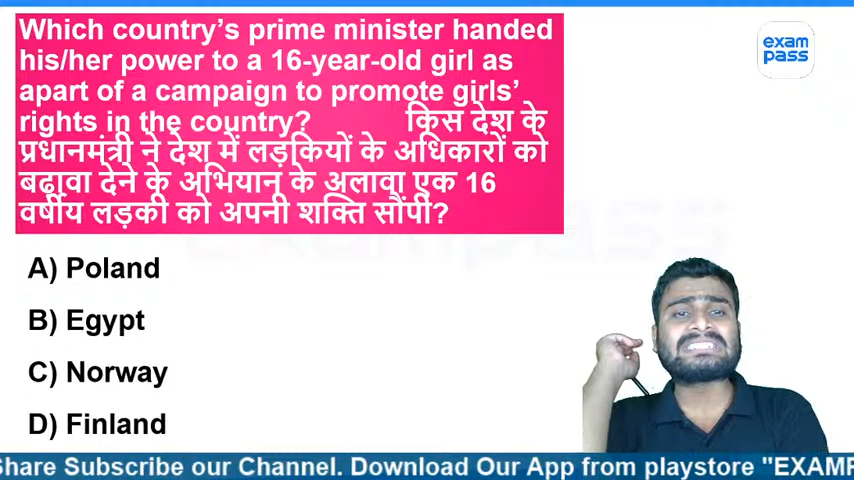 Which country's prime minister handed
his/her power to a 16-year-old girl as
apart of a campaign to promote girls'
rights in the country? किस देश के
प्रधानमंत्री ने देश में लड़कियों के अधिकारों को
बढ़ावा देने के अभियान के अलावा एक 16
वर्षीय लड़की को अपनी शक्ति सौंपी?
exam
pass
A) Poland
B) Egypt
C) Norway
D) Finland
Share Subscribe our Channel. Download Our App from playstore "EXAMP